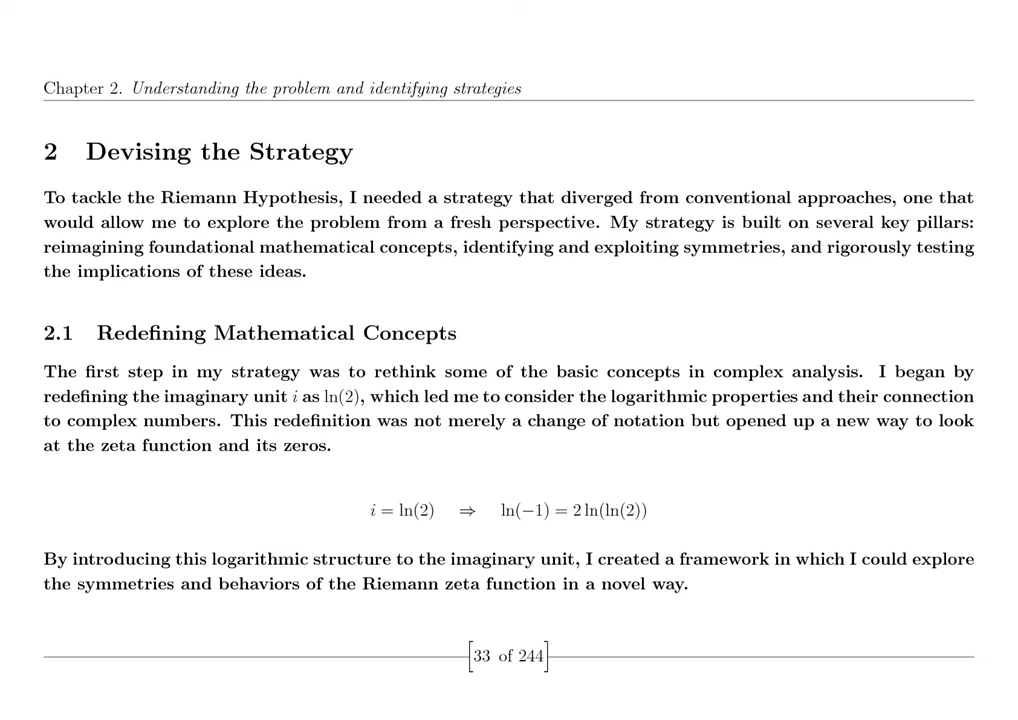 Chapter 2. Understanding the problem and identifying strategies
2 Devising the Strategy
To tackle the Riemann Hypothesis, I needed a strategy that diverged from conventional approaches, one that
would allow me to explore the problem from a fresh perspective. My strategy is built on several key pillars:
reimagining foundational mathematical concepts, identifying and exploiting symmetries, and rigorously testing
the implications of these ideas.
2.1 Redefining Mathematical Concepts
The first step in my strategy was to rethink some of the basic concepts in complex analysis. I began by
redefining the imaginary unit i as ln(2), which led me to consider the logarithmic properties and their connection
to complex numbers. This redefinition was not merely a change of notation but opened up a new way to look
at the zeta function and its zeros.
i = ln(2) ⇒ ln(−1) = 2 ln(ln(2))
By introducing this logarithmic structure to the imaginary unit, I created a framework in which I could explore
the symmetries and behaviors of the Riemann zeta function in a novel way.
[33 of 244]